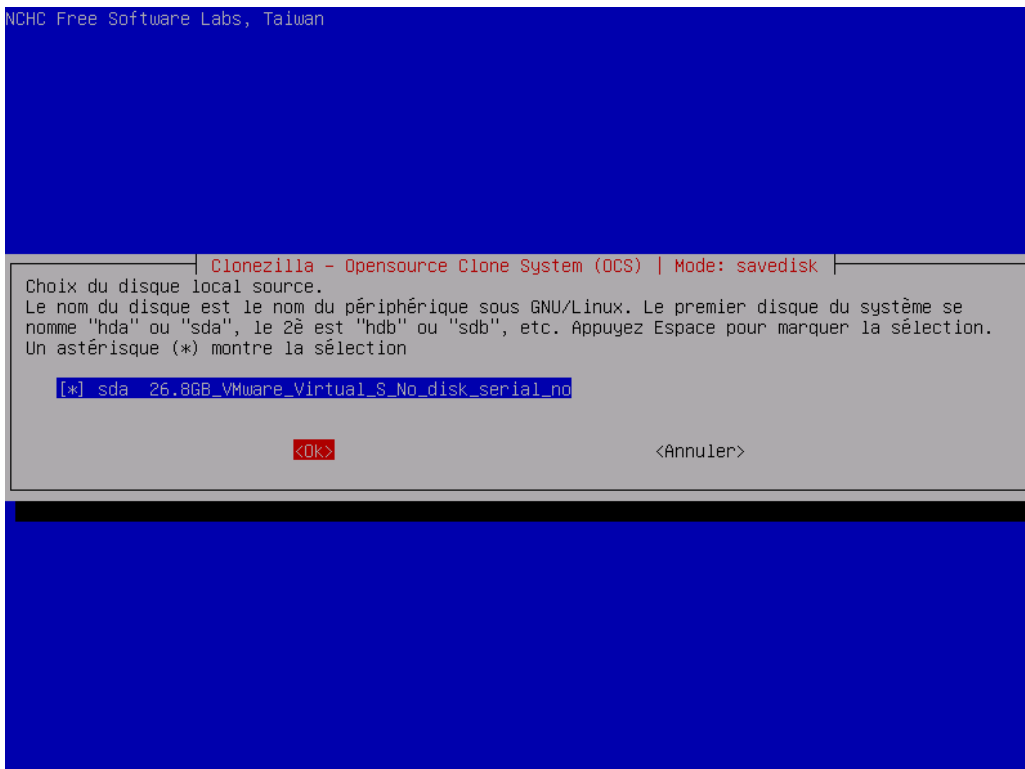 NCHC Free Software Labs, Taiwan
Clonezilla - Opensource Clone System (OCS) | Mode: savedisk
Choix du disque local source.
Le nom du disque est le nom du périphérique sous GNU/Linux. Le premier disque du système se
nomme "hda" ou "sda", le 2è est "hdb" ou "sdb", etc. Appuyez Espace pour marquer la sélection.
Un astérisque (*) montre la sélection
[*] sda 26.8GB_VMware_Virtual_S_No_disk_serial_no
<Ok> <Annuler>